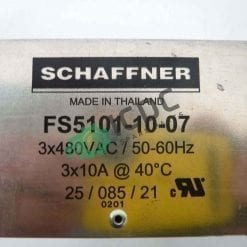 SCHAFFNER
MADE IN THAILAND
FS5101-10-07
3x480VAC / 50-60Hz
3x10A @ 40°C
25 / 085 / 21
0201